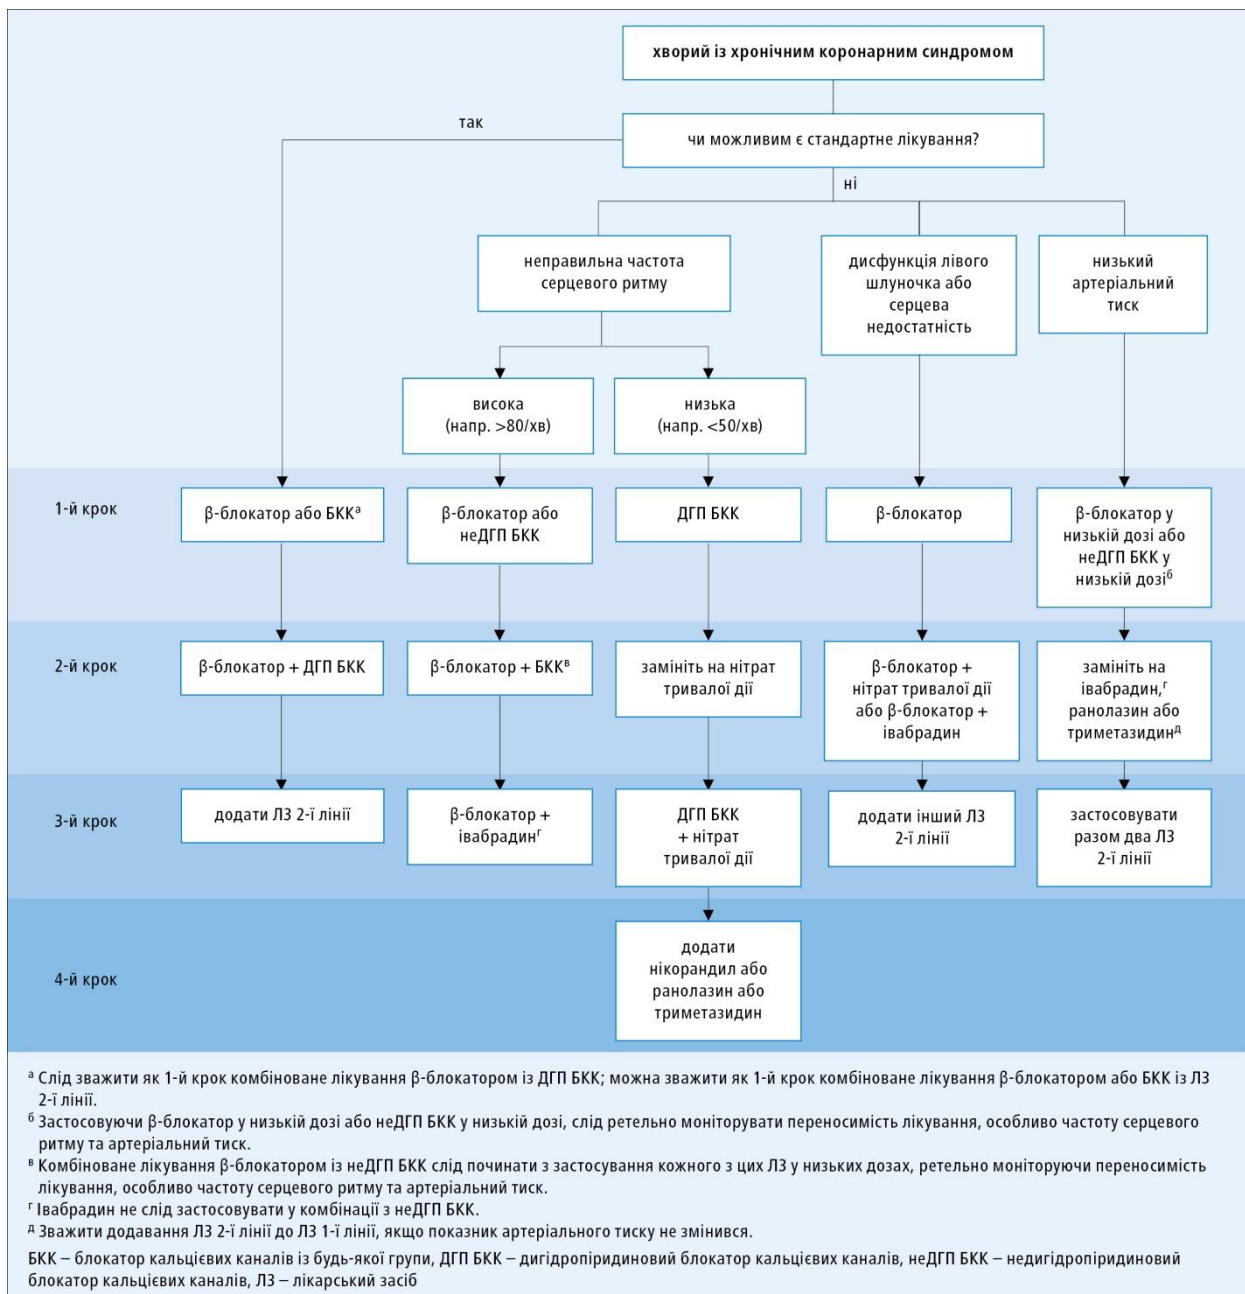 хворий із хронічним коронарним синдромом
так
чи можливим є стандартне лікування?
ні
неправильна частота
серцевого ритму
дисфункція лівого
шлуночка або
серцева
недостатність
низький
артеріальний
тиск
висока
(напр. >80/хв)
низька
(напр. <50/хв)
1-й крок
β-блокатор або БККᵃ
β-блокатор або
неДГП БКК
ДГП БКК
β-блокатор
β-блокатор у
низькій дозі або
неДГП БКК у
низькій дозіᵇ
2-й крок
β-блокатор + ДГП БКК
β-блокатор + БККᵛ
замініть на нітрат
тривалої дії
β-блокатор +
нітрат тривалої дії
або β-блокатор +
івабрадин
замініть на
івабрадин,ᵣ
ранолазин або
триметазидинᵈ
3-й крок
додати ЛЗ 2-ї лінії
β-блокатор +
івабрадинᵣ
ДГП БКК
+ нітрат
тривалої дії
додати інший ЛЗ
2-ї лінії
застосовувати
разом два ЛЗ
2-ї лінії
4-й крок
додати
нікорандил або
ранолазин або
триметазидин
ᵃ Слід зважити як 1-й крок комбіноване лікування β-блокатором із ДГП БКК; можна зважити як 1-й крок комбіноване лікування β-блокатором або БКК із ЛЗ
2-ї лінії.
б Застосовуючи β-блокатор у низькій дозі або неДГП БКК у низькій дозі, слід ретельно моніторувати переносимість лікування, особливо частоту серцевого
ритму та артеріальний тиск.
в Комбіноване лікування β-блокатором із неДГП БКК слід починати з застосування кожного з цих ЛЗ у низьких дозах, ретельно моніторуючи переносимість
лікування, особливо частоту серцевого ритму та артеріальний тиск.
г Івабрадин не слід застосовувати у комбінації з неДГП БКК.
д Зважити додавання ЛЗ 2-ї лінії до ЛЗ 1-ї лінії, якщо показник артеріального тиску не змінився.
БКК – блокатор кальцієвих каналів із будь-якої групи, ДГП БКК – дигідропіридиновий блокатор кальцієвих каналів, неДГП БКК – недигідропіридиновий
блокатор кальцієвих каналів, ЛЗ – лікарський засіб